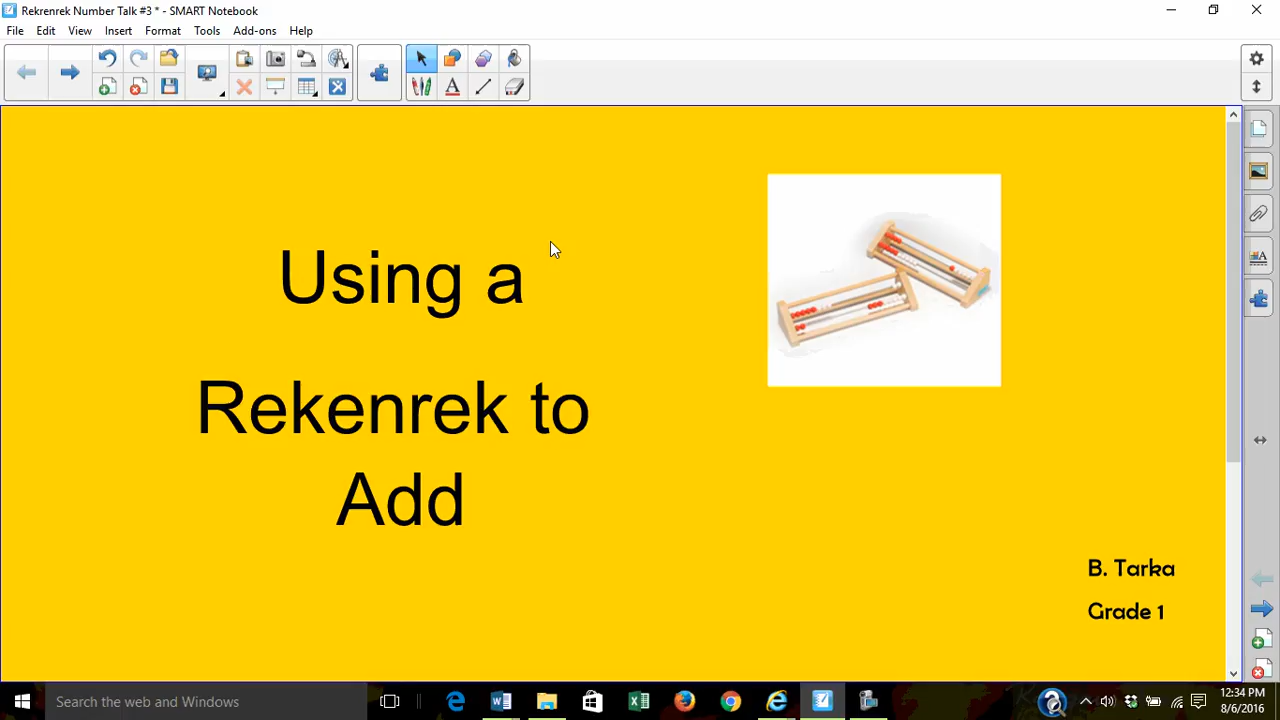 Rekrenrek Number Talk #3 * - SMART Notebook
File Edit View Insert Format Tools Add-ons Help
Using a
Rekenrek to
Add
B. Tarka
Grade 1
Search the web and Windows
12:34 PM
8/6/2016